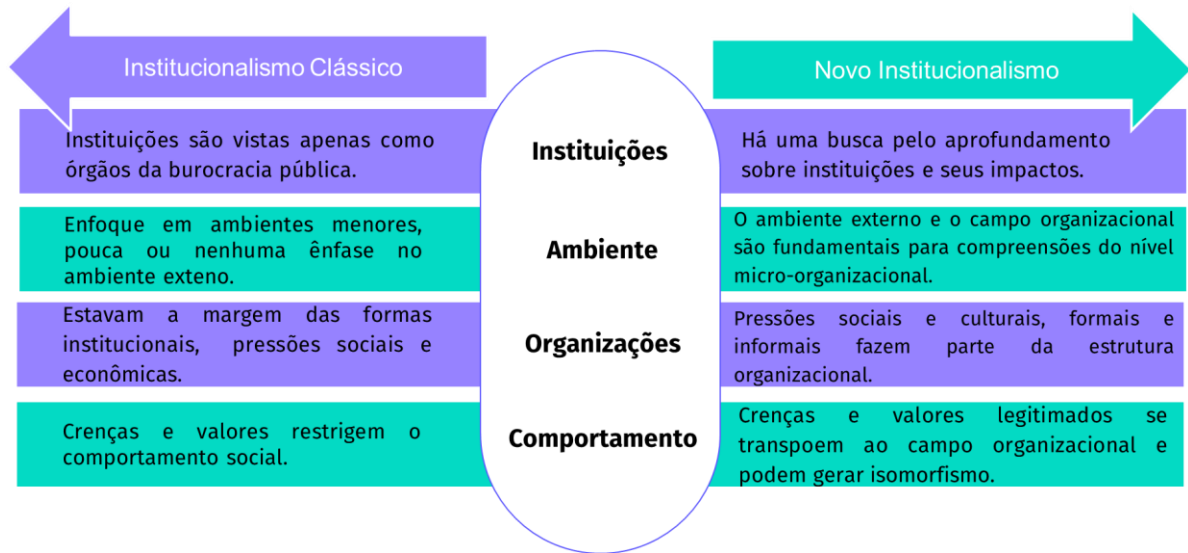 Institucionalismo Clássico
Novo Institucionalismo
Instituições são vistas apenas como
órgãos da burocracia pública.
Instituições
Há uma busca pelo aprofundamento
sobre instituições e seus impactos.
Enfoque em ambientes menores,
pouca ou nenhuma ênfase no
ambiente exteno.
Ambiente
O ambiente externo e o campo organizacional
são fundamentais para compreensões do nível
micro-organizacional.
Estavam a margem das formas
institucionais, pressões sociais e
econômicas.
Organizações
Pressões sociais e culturais, formais e
informais fazem parte da estrutura
organizacional.
Crenças e valores restrigem o
comportamento social.
Comportamento
Crenças e valores legitimados se
transpoem ao campo organizacional e
podem gerar isomorfismo.